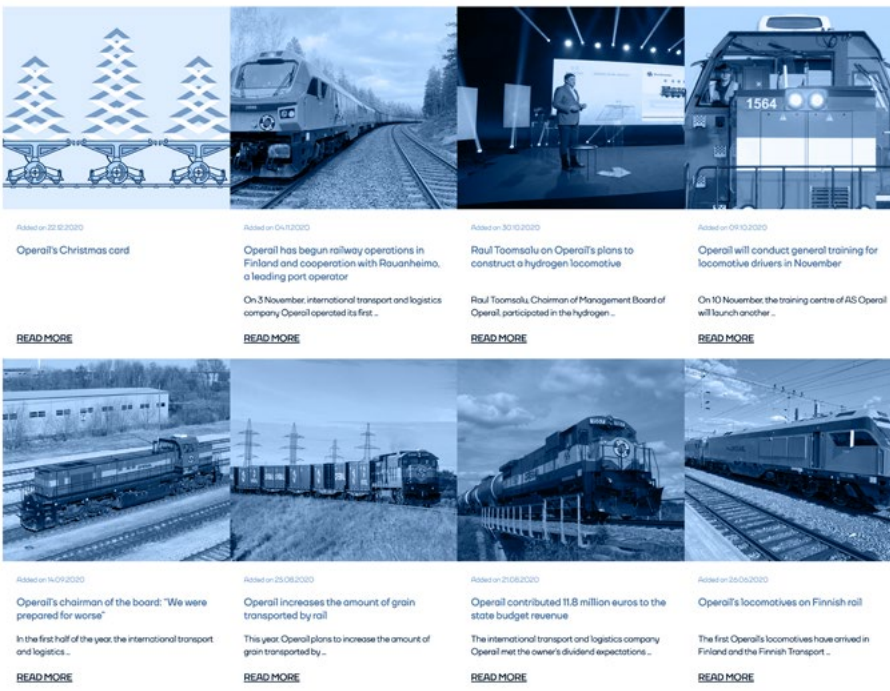 1564
Added on 22.12.2020
Operail's Christmas card
READ MORE
Added on 04.11.2020
Operail has begun railway operations in
Finland and cooperation with Rauanheimo,
a leading port operator
On 3 November, international transport and logistics
company Operail operated its first ...
READ MORE
Added on 30.10.2020
Raul Toomsalu on Operail's plans to
construct a hydrogen locomotive
Raul Toomsalu, Chairman of Management Board of
Operail, participated in the hydrogen ...
READ MORE
Added on 09.10.2020
Operail will conduct general training for
locomotive drivers in November
On 10 November, the training centre of AS Operail
will launch another ...
READ MORE
Added on 14.09.2020
Operail's chairman of the board: "We were
prepared for worse"
In the first half of the year, the international transport
and logistics ...
READ MORE
Added on 25.08.2020
Operail increases the amount of grain
transported by rail
This year, Operail plans to increase the amount of
grain transported by ...
READ MORE
Added on 21.08.2020
Operail contributed 11.8 million euros to the
state budget revenue
The international transport and logistics company
Operail met the owner's dividend expectations ...
READ MORE
Added on 26.06.2020
Operail's locomotives on Finnish rail
The first Operail's locomotives have arrived in
Finland and the Finnish Transport ...
READ MORE